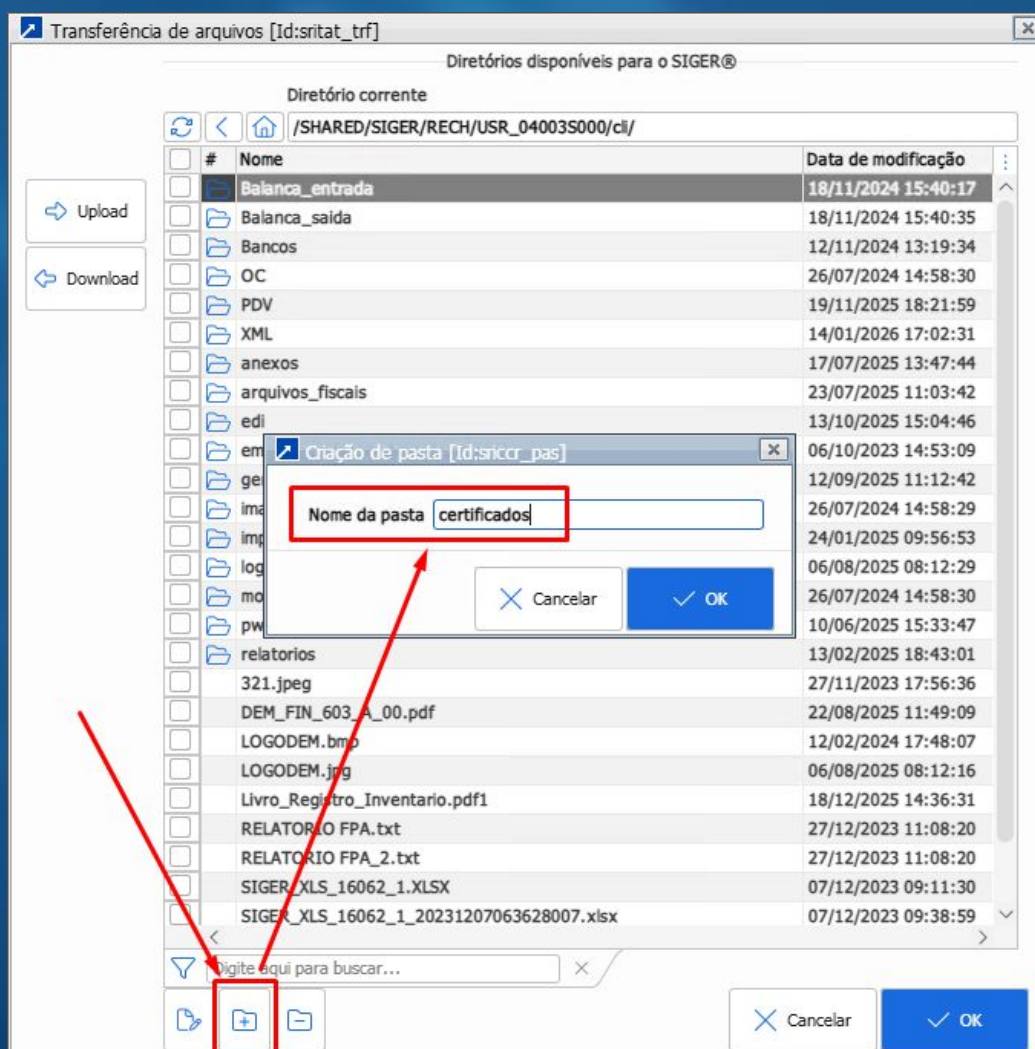 Transferência de arquivos [Id:sritat_trf]
Diretórios disponíveis para o SIGER®
Diretório corrente
/SHARED/SIGER/RECH/USR_04003S000/cli/
# Nome Data de modificação
Upload
Download
Balanca_entrada 18/11/2024 15:40:17
Balanca_saida 18/11/2024 15:40:35
Bancos 12/11/2024 13:19:34
OC 26/07/2024 14:58:30
PDV 19/11/2025 18:21:59
XML 14/01/2026 17:02:31
anexos 17/07/2025 13:47:44
arquivos_fiscais 23/07/2025 11:03:42
edi 13/10/2025 15:04:46
em 06/10/2023 14:53:09
12/09/2025 11:12:42
26/07/2024 14:58:29
24/01/2025 09:56:53
log 06/08/2025 08:12:29
mo 26/07/2024 14:58:30
pw 10/06/2025 15:33:47
Criação de pasta [Id:sriccr_pas]
Nome da pasta certificados
Cancelar OK
relatorios 13/02/2025 18:43:01
321.jpeg 27/11/2023 17:56:36
DEM_FIN_603_A_00.pdf 22/08/2025 11:49:09
LOGODEM.bmp 12/02/2024 17:48:07
LOGODEM.jpg 06/08/2025 08:12:16
Livro_Registro_Inventario.pdf1 18/12/2025 14:36:31
RELATORIO FPA.txt 27/12/2023 11:08:20
RELATORIO FPA_2.txt 27/12/2023 11:08:20
SIGER_XLS_16062_1.XLSX 07/12/2023 09:11:30
SIGER_XLS_16062_1_20231207063628007.xlsx 07/12/2023 09:38:59
Digite aqui para buscar...
Cancelar OK